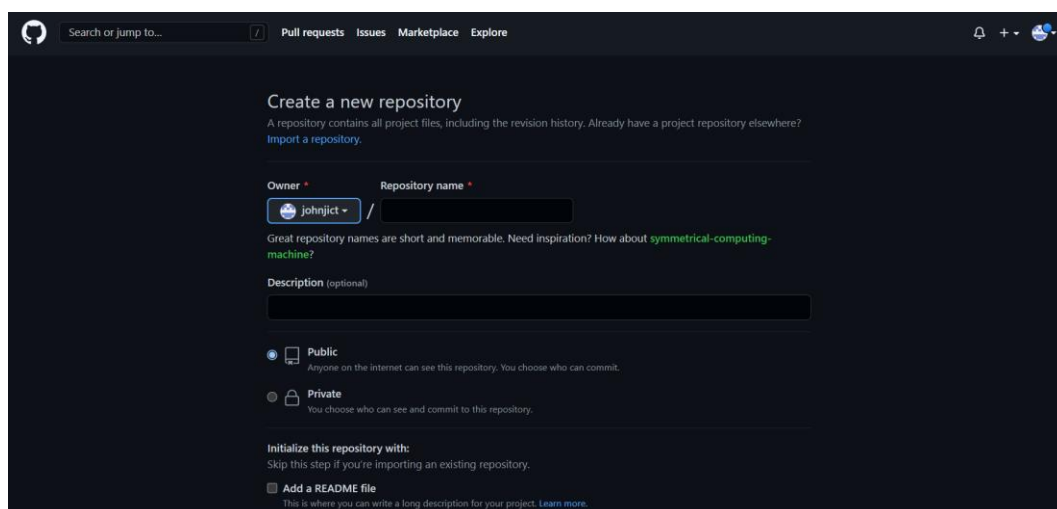 Search or jump to... / Pull requests Issues Marketplace Explore
Create a new repository
A repository contains all project files, including the revision history. Already have a project repository elsewhere?
Import a repository.
Owner * Repository name *
johnjict /
Great repository names are short and memorable. Need inspiration? How about symmetrical-computing-
machine?
Description (optional)
Public
Anyone on the internet can see this repository. You choose who can commit.
Private
You choose who can see and commit to this repository.
Initialize this repository with:
Skip this step if you're importing an existing repository.
Add a README file
This is where you can write a long description for your project. Learn more.